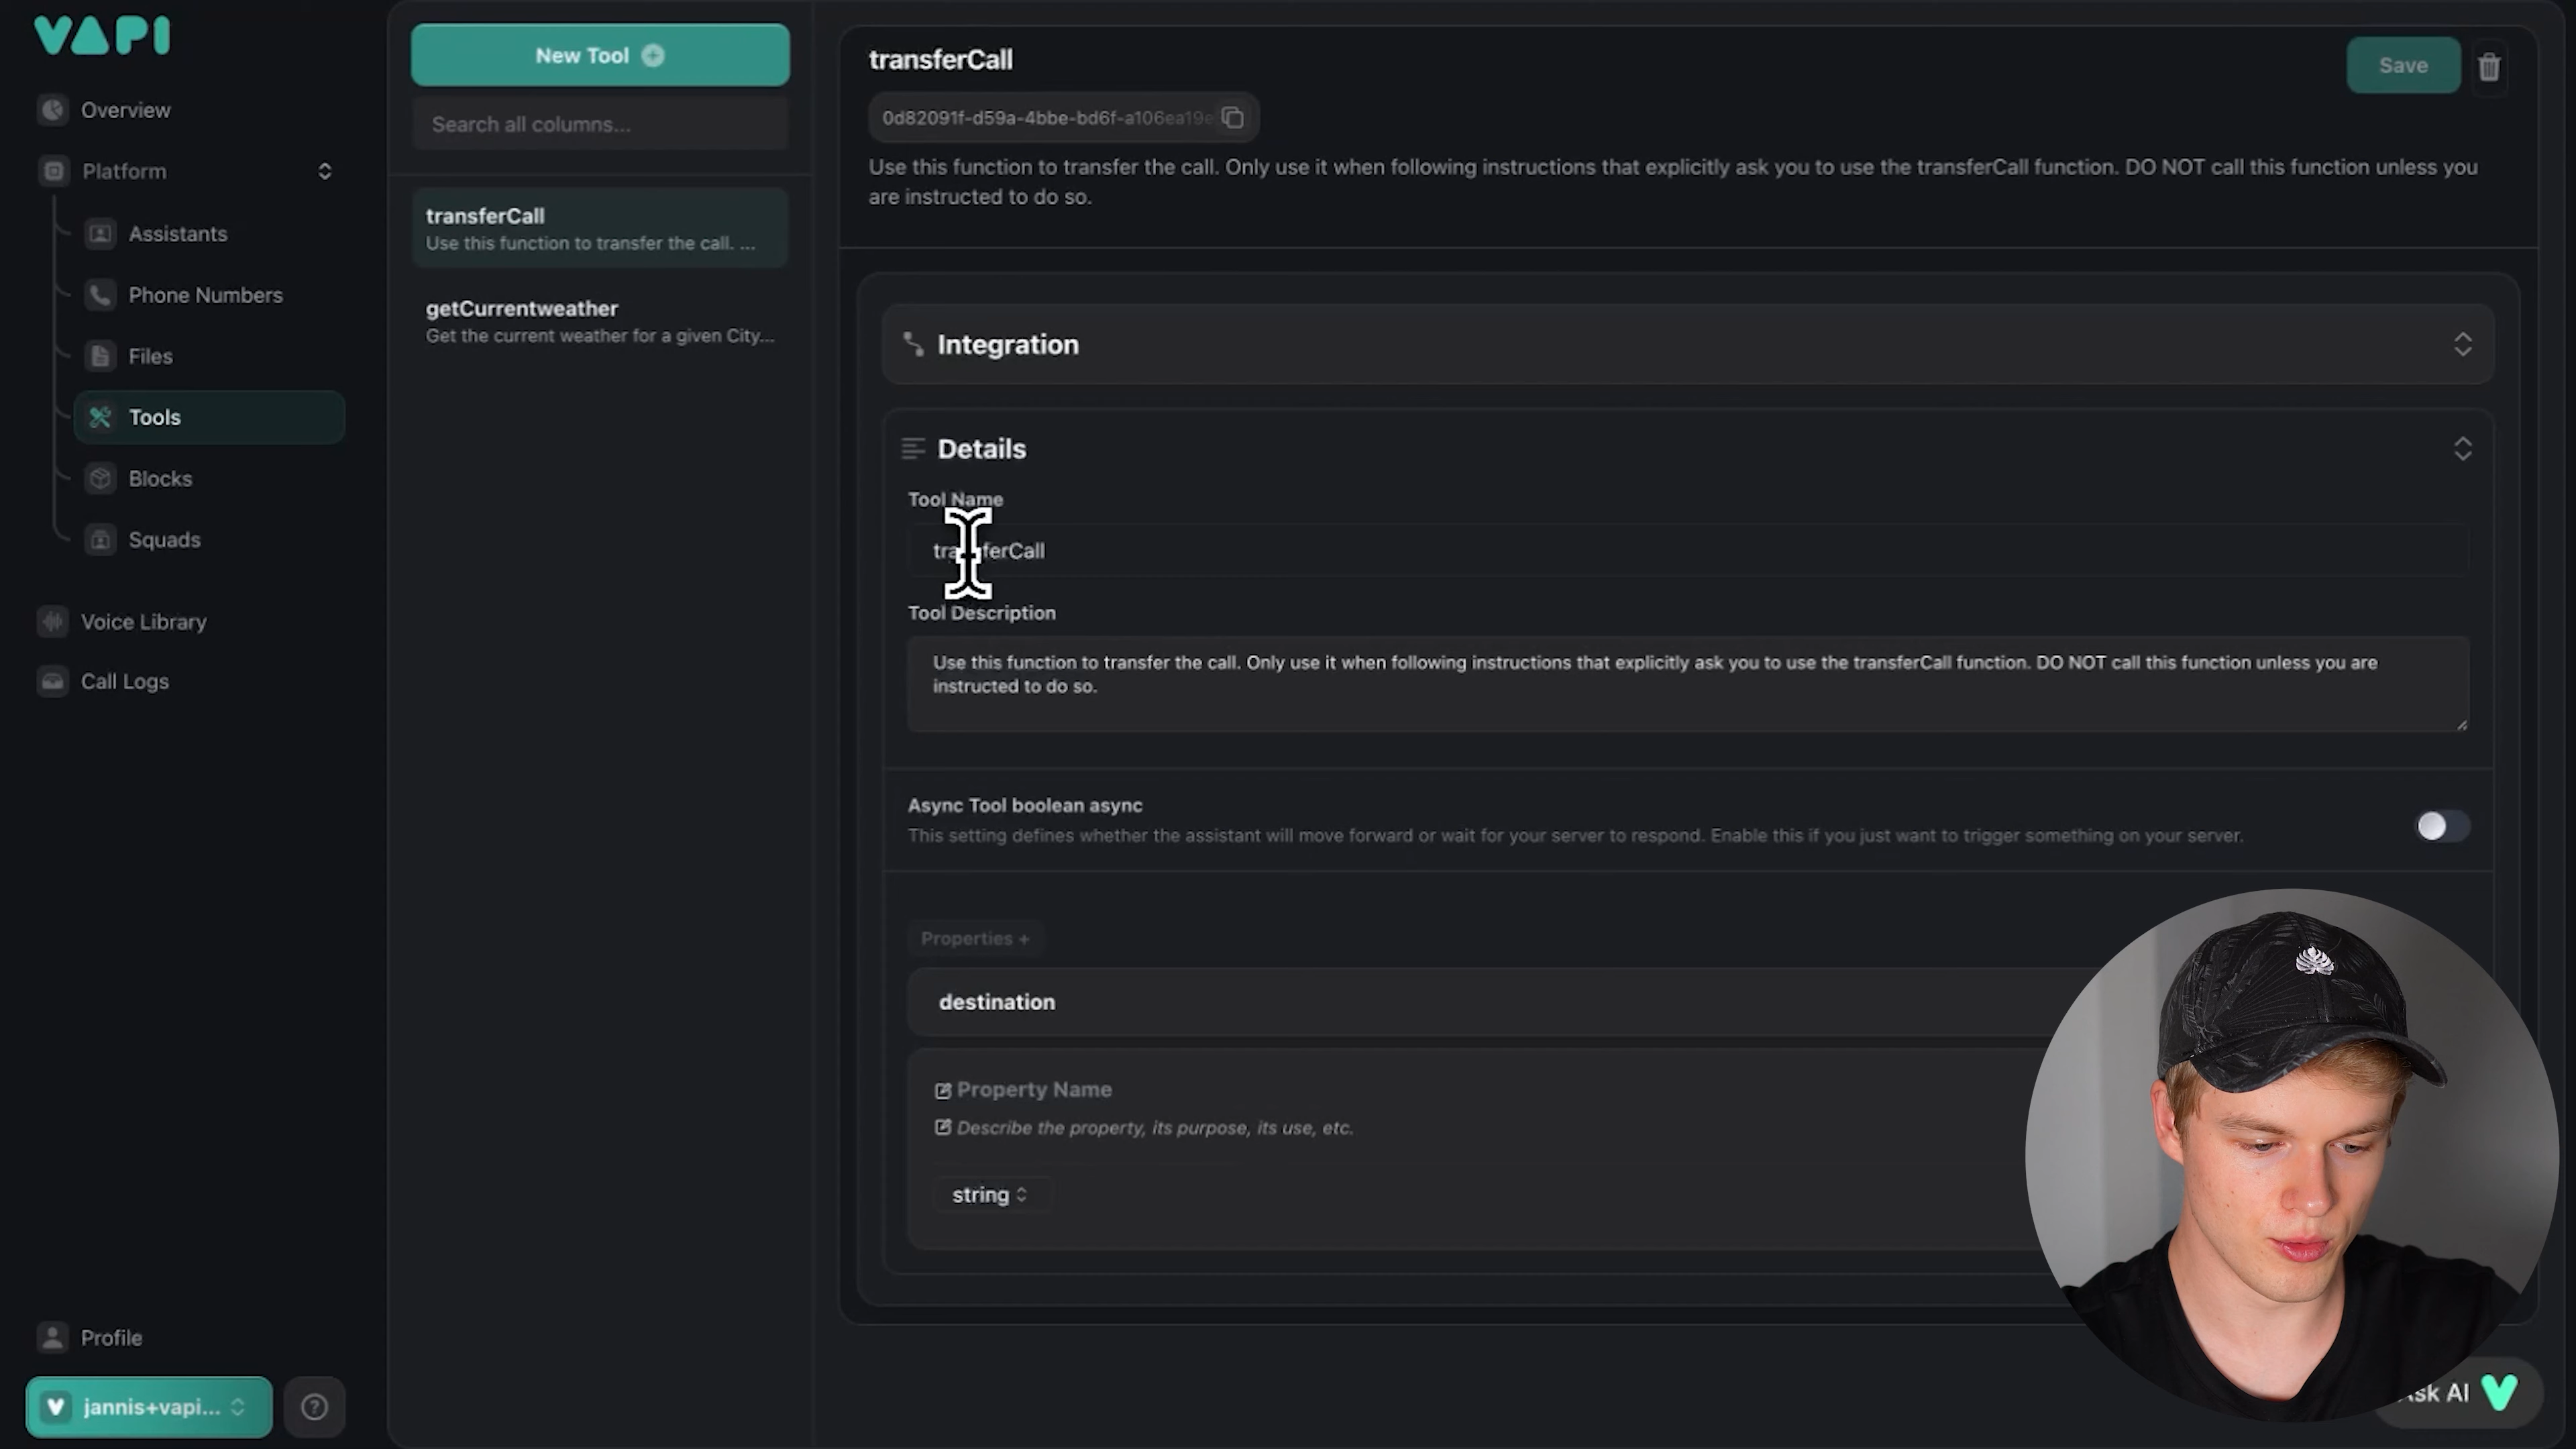 VAPI
Overview
Platform
Assistants
Phone Numbers
Files
Tools
Blocks
Squads
Voice Library
Call Logs
Profile
jannis+vapi...
New Tool
Search all columns...
transferCall
Use this function to transfer the call. ...
getCurrentweather
Get the current weather for a given City...
transferCall
Save
0d82091f-d59a-4bbe-bd6f-a106ea19e
Use this function to transfer the call. Only use it when following instructions that explicitly ask you to use the transferCall function. DO NOT call this function unless you
are instructed to do so.
Integration
Details
Tool Name
transferCall
Tool Description
Use this function to transfer the call. Only use it when following instructions that explicitly ask you to use the transferCall function. DO NOT call this function unless you are
instructed to do so.
Async Tool boolean async
This setting defines whether the assistant will move forward or wait for your server to respond. Enable this if you just want to trigger something on your server.
Properties +
destination
Property Name
Describe the property, its purpose, its use, etc.
string
Ask AI